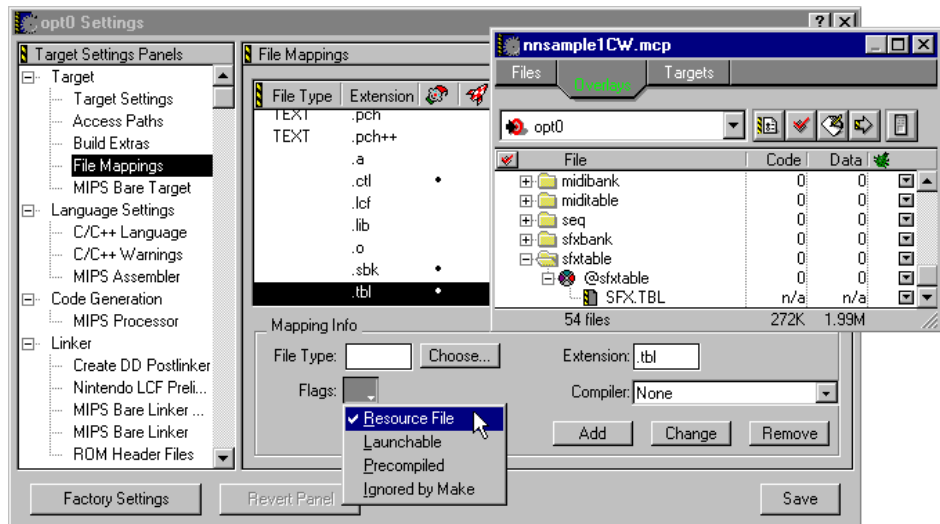 opt0 Settings
Target Settings Panels
Target
Target Settings
Access Paths
Build Extras
File Mappings
MIPS Bare Target
Language Settings
C/C++ Language
C/C++ Warnings
MIPS Assembler
Code Generation
MIPS Processor
Linker
Create DD Postlinker
Nintendo LCF Preli...
MIPS Bare Linker ...
MIPS Bare Linker
ROM Header Files
File Mappings
File Type Extension
TEXT .pch
TEXT .pch++
.a
.ctl •
.lcf
.lib
.o
.sbk •
.tbl •
Mapping Info
File Type: Choose... Extension: .tbl
Flags: Compiler: None
Resource File
Launchable
Precompiled
Ignored by Make
Add Change Remove
Factory Settings Revert Panel Save
nnsample1CW.mcp
Files Overlays Targets
opt0
File Code Data
midibank 0 0
miditable 0 0
seq 0 0
sfxbank 0 0
sfxtable 0 0
@sfxtable 0 0
SFX.TBL n/a n/a
54 files 272K 1.99M